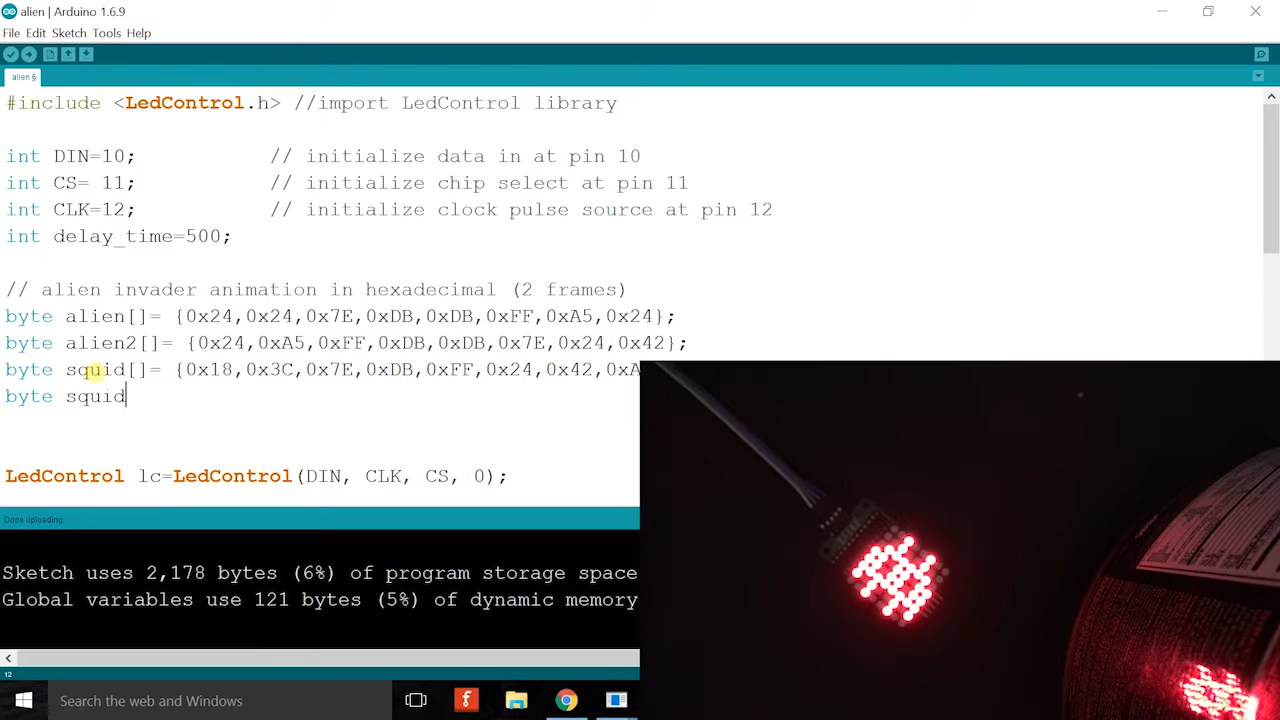 alien | Arduino 1.6.9
File Edit Sketch Tools Help
alien §
#include <LedControl.h> //import LedControl library
int DIN=10; // initialize data in at pin 10
int CS= 11; // initialize chip select at pin 11
int CLK=12; // initialize clock pulse source at pin 12
int delay_time=500;
// alien invader animation in hexadecimal (2 frames)
byte alien[]= {0x24,0x24,0x7E,0xDB,0xDB,0xFF,0xA5,0x24};
byte alien2[]= {0x24,0xA5,0xFF,0xDB,0xDB,0x7E,0x24,0x42};
byte squid[]= {0x18,0x3C,0x7E,0xDB,0xFF,0x24,0x42,0xA
byte squid
LedControl lc=LedControl(DIN, CLK, CS, 0);
Done uploading.
Sketch uses 2,178 bytes (6%) of program storage space
Global variables use 121 bytes (5%) of dynamic memory
12
Search the web and Windows